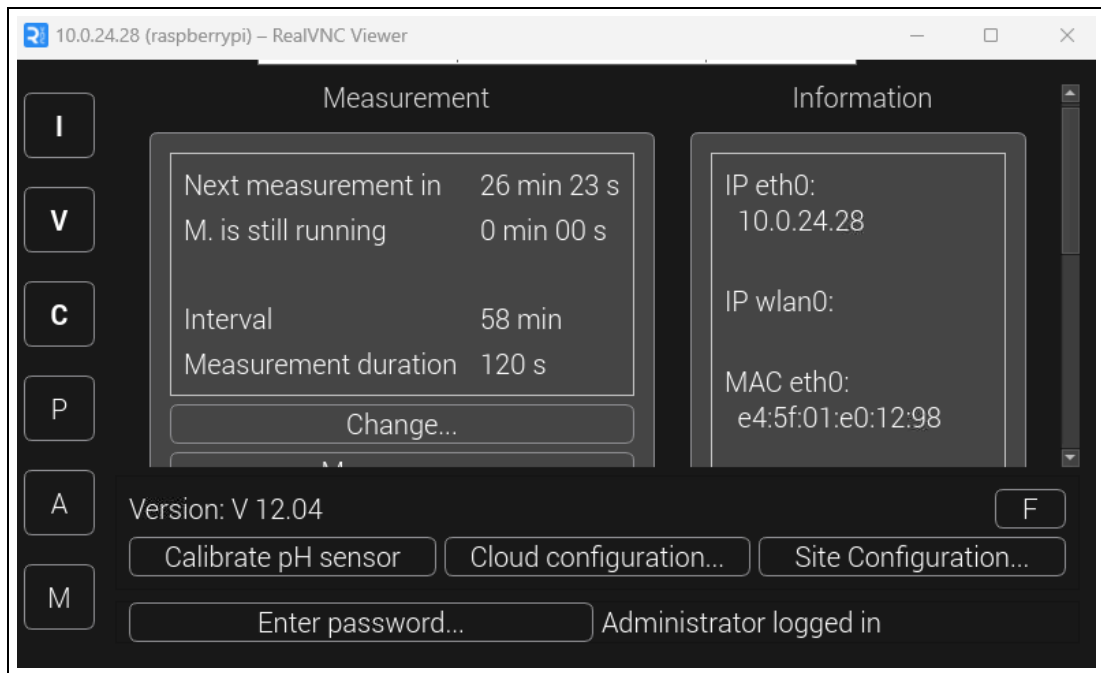 10.0.24.28 (raspberrypi) – RealVNC Viewer
I
V
C
P
A
M
Measurement
Next measurement in 26 min 23 s
M. is still running 0 min 00 s
Interval 58 min
Measurement duration 120 s
Change...
Information
IP eth0:
10.0.24.28
IP wlan0:
MAC eth0:
e4:5f:01:e0:12:98
Version: V 12.04
F
Calibrate pH sensor
Cloud configuration...
Site Configuration...
Enter password...
Administrator logged in